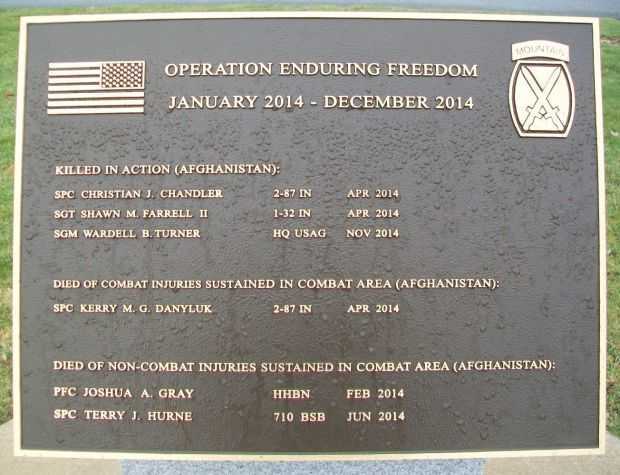 MOUNTAIN
OPERATION ENDURING FREEDOM
JANUARY 2014 - DECEMBER 2014
KILLED IN ACTION (AFGHANISTAN):
SPC CHRISTIAN J. CHANDLER 2-87 IN APR 2014
SGT SHAWN M. FARRELL II 1-32 IN APR 2014
SGM WARDELL B. TURNER HQ USAG NOV 2014
DIED OF COMBAT INJURIES SUSTAINED IN COMBAT AREA (AFGHANISTAN):
SPC KERRY M. G. DANYLUK 2-87 IN APR 2014
DIED OF NON-COMBAT INJURIES SUSTAINED IN COMBAT AREA (AFGHANISTAN):
PFC JOSHUA A. GRAY HHBN FEB 2014
SPC TERRY J. HURNE 710 BSB JUN 2014